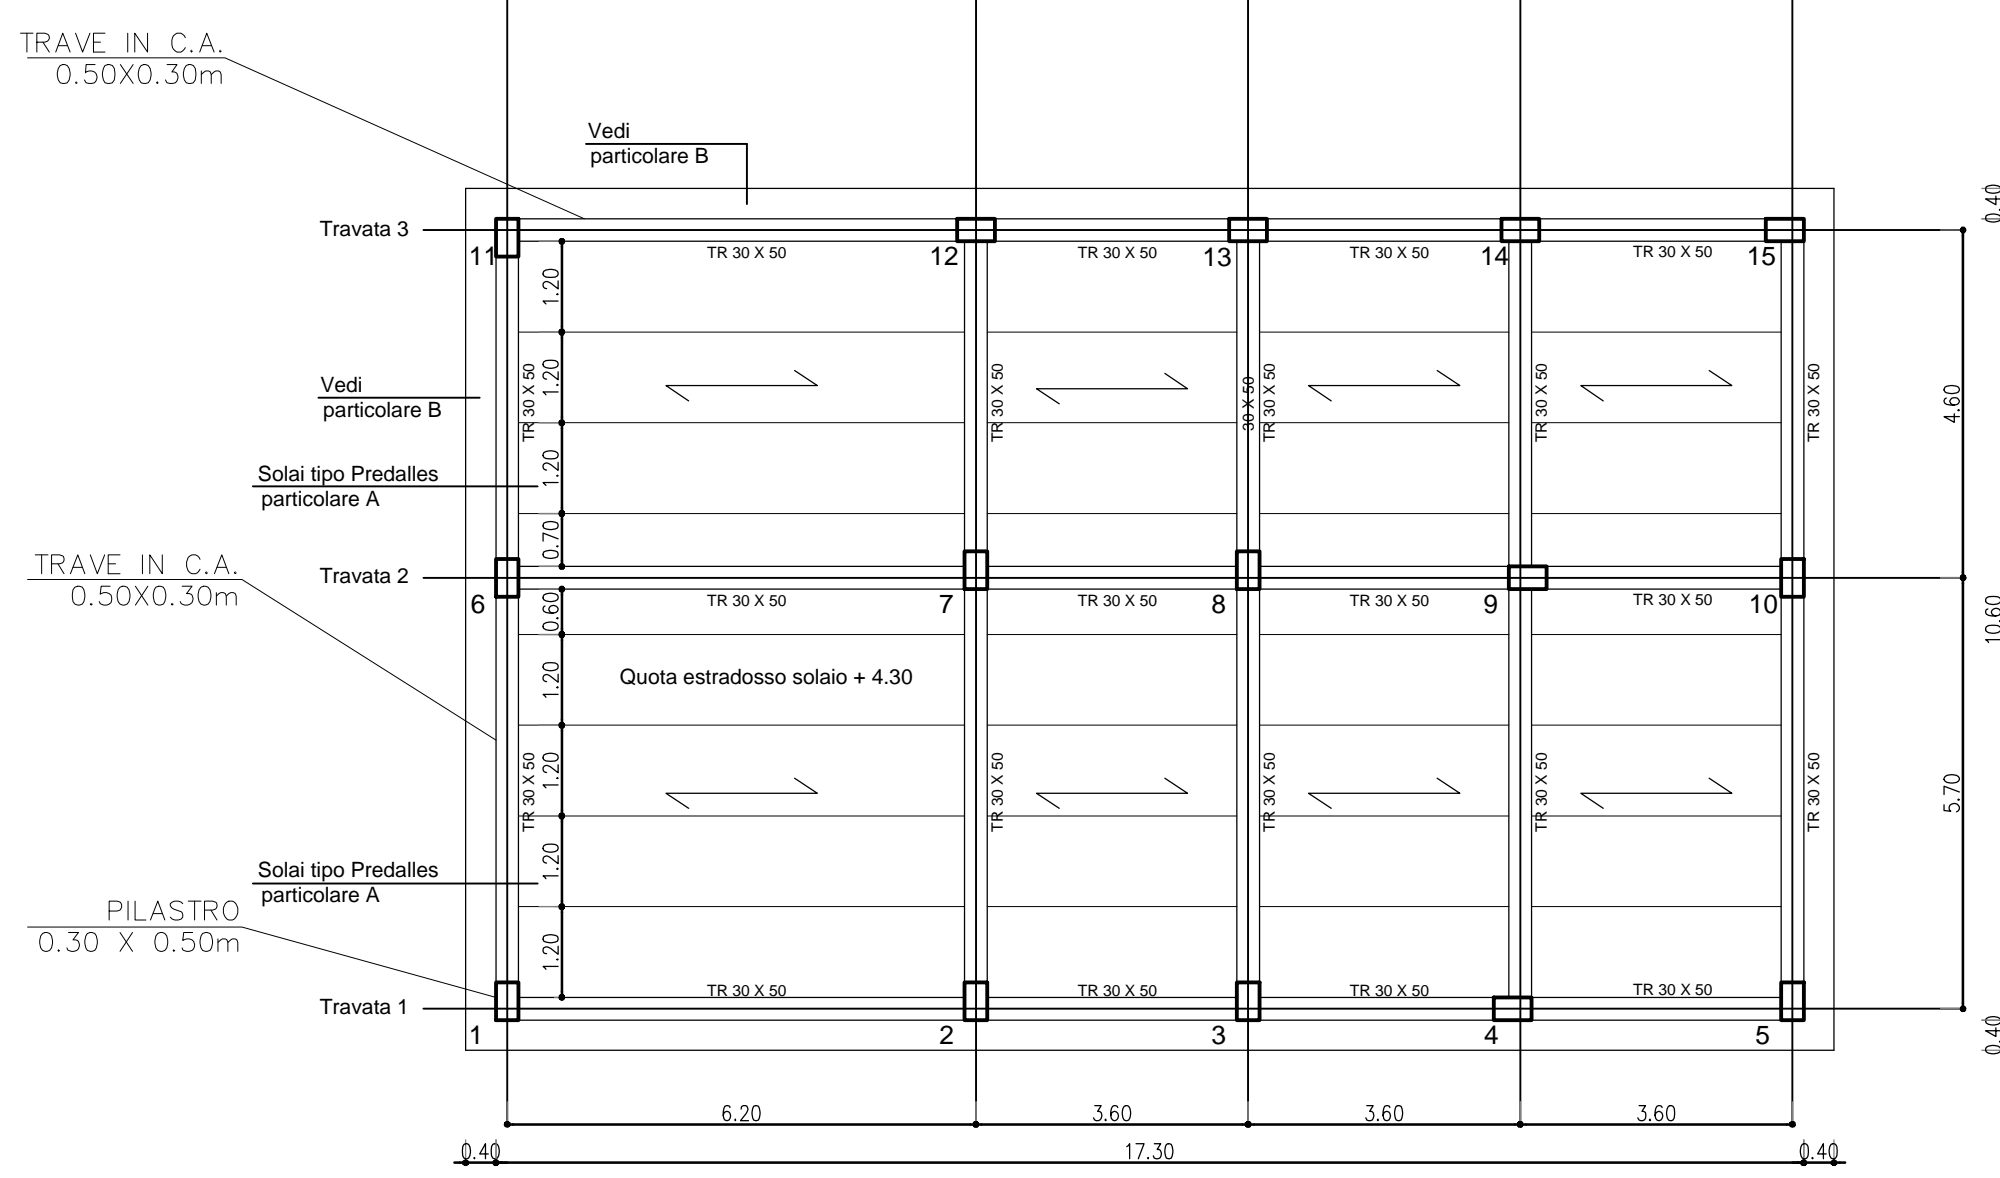 TRAVE IN C.A.
0.50X0.30m
Vedi
particolare B
0.40
Travata 3
11
12
13
14
15
TR 30 X 50
TR 30 X 50
TR 30 X 50
TR 30 X 50
1.20
1.20
1.20
0.70
TR 30 X 50
TR 30 X 50
30 X 50
TR 30 X 50
TR 30 X 50
TR 30 X 50
4.60
Vedi
particolare B
Solai tipo Predalles
particolare A
TRAVE IN C.A.
0.50X0.30m
Travata 2
6
7
8
9
10
TR 30 X 50
TR 30 X 50
TR 30 X 50
TR 30 X 50
10.60
0.60
1.20
1.20
1.20
1.20
Quota estradosso solaio + 4.30
TR 30 X 50
TR 30 X 50
TR 30 X 50
TR 30 X 50
TR 30 X 50
5.70
Solai tipo Predalles
particolare A
PILASTRO
0.30 X 0.50m
Travata 1
TR 30 X 50
TR 30 X 50
TR 30 X 50
TR 30 X 50
1
2
3
4
5
0.40
6.20
3.60
3.60
3.60
0.40
17.30
0.40